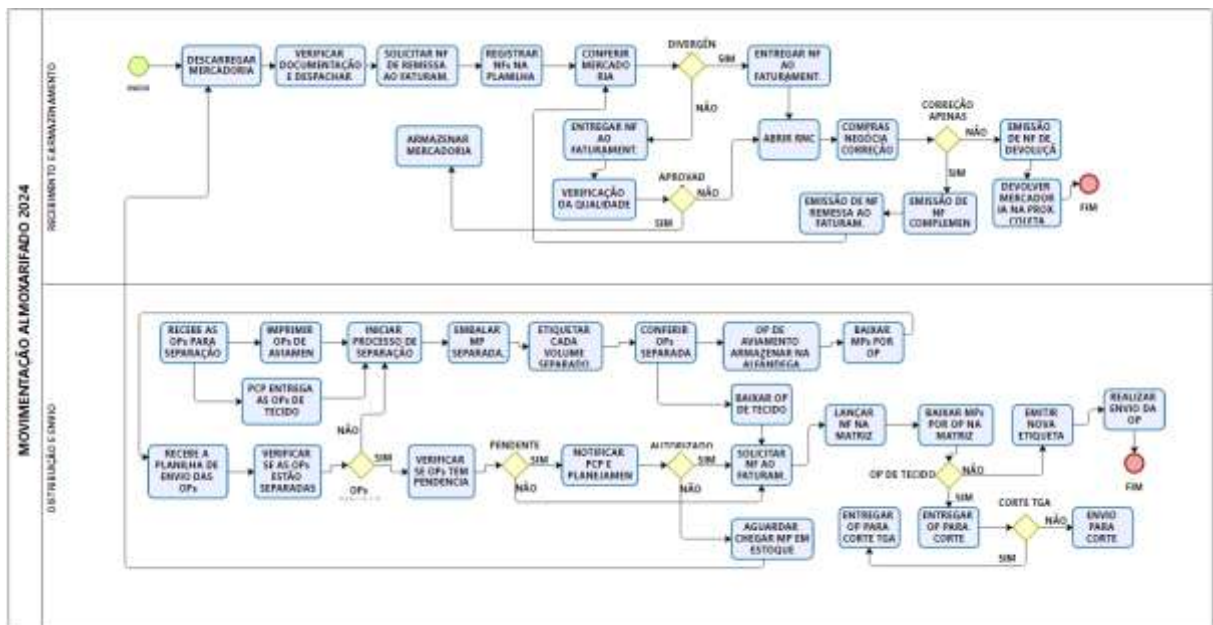 MOVIMENTAÇÃO ALMOXARIFADO 2024
RECEBIMENTO E ARMAZENAMENTO
INICIO
DESCARREGAR
MERCADORIA
VERIFICAR
DOCUMENTAÇÃO
E DESPACHAR
SOLICITAR NF
DE REMESSA
AO FATURAM.
REGISTRAR
NFs NA
PLANILHA
CONFERIR
MERCADO
RIA
DIVERGÊN
SIM
NÃO
ENTREGAR NF
AO
FATURAMENT.
ENTREGAR NF
AO
FATURAMENT.
ARMAZENAR
MERCADORIA
VERIFICAÇÃO
DA QUALIDADE
APROVAD
NÃO
SIM
ABRIR RNC
COMPRAS
NEGOCIA
CORREÇÃO
CORREÇÃO
APENAS
NÃO
SIM
EMISSÃO
DE NF DE
DEVOLUÇÃ
DEVOLVER
MERCADOR
IA NA PROX.
COLETA
FIM
EMISSÃO DE NF
REMESSA AO
FATURAM.
EMISSÃO DE
NF
COMPLEMEN
DISTRIBUIÇÃO E ENVIO
RECEBE AS
OPs PARA
SEPARAÇÃO
IMPRIMIR
OPs DE
AVIAMEN
INICIAR
PROCESSO DE
SEPARAÇÃO
EMBALAR
MP
SEPARADA.
ETIQUETAR
CADA
VOLUME
SEPARADO.
CONFERIR
OPs
SEPARADA
OP DE
AVIAMENTO
ARMAZENAR NA
ALFANDEGA
BAIXAR
MPs POR
OP
PCP ENTREGA
AS OPs DE
TECIDO
BAIXAR OP
DE TECIDO
RECEBE A
PLANILHA DE
ENVIO DAS OPs
VERIFICAR
SE AS OPs
ESTÃO
SEPARADAS
NÃO
SIM
OPs
VERIFICAR
SE OPs TEM
PENDENCIA
PENDENTE
SIM
NÃO
NOTIFICAR
PCP E
PLANEJAMEN
AUTORIZADO
SIM
NÃO
SOLICITAR
NF AO
FATURAM.
LANÇAR
NF NA
MATRIZ
BAIXAR MPs
POR OP NA
MATRIZ
EMITIR
NOVA
ETIQUETA
REALIZAR
ENVIO DA
OP
FIM
OP DE TECIDO
NÃO
SIM
AGUARDAR
CHEGAR MP EM
ESTOQUE
ENTREGAR
OP PARA
CORTE TGA
ENTREGAR
OP PARA
CORTE
CORTE TGA
NÃO
SIM
ENVIO
PARA
CORTE